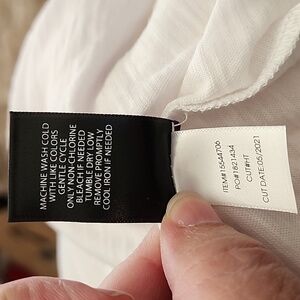 MACHINE WASH COLD
WITH LIKE COLORS
GENTLE CYCLE
ONLY NON-CHLORINE
BLEACH IF NEEDED
TUMBLE DRY LOW
REMOVE PROMPTLY
COOL IRON IF NEEDED
ITEM#15544706
PO#1821434
CUT#HT
CUT DATE:05/2021